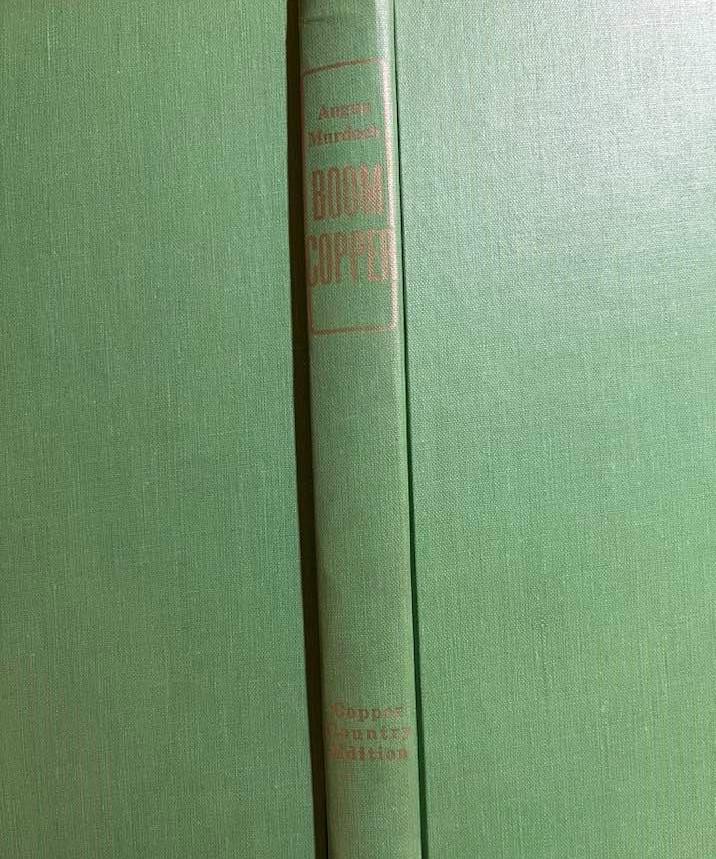 Angus
Murdoch
BOOM
COPPER
Copper
Country
Edition